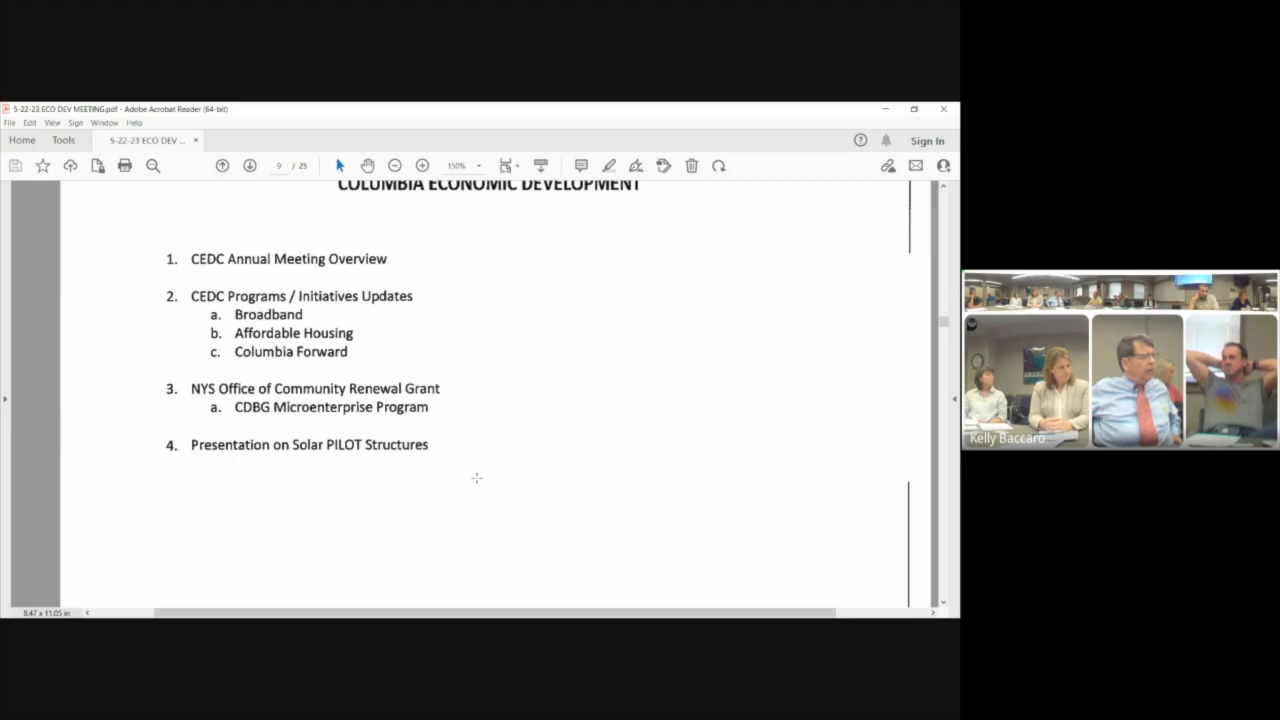 5-22-23 ECO DEV MEETING.pdf - Adobe Acrobat Reader (64-bit)
File Edit View Sign Window Help
Home Tools 5-22-23 ECO DEV ... × Sign In
9 / 25 150%
COLUMBIA ECONOMIC DEVELOPMENT
1. CEDC Annual Meeting Overview
2. CEDC Programs / Initiatives Updates
a. Broadband
b. Affordable Housing
c. Columbia Forward
3. NYS Office of Community Renewal Grant
a. CDBG Microenterprise Program
4. Presentation on Solar PILOT Structures
8.47 x 11.05 in
Kelly Baccaro